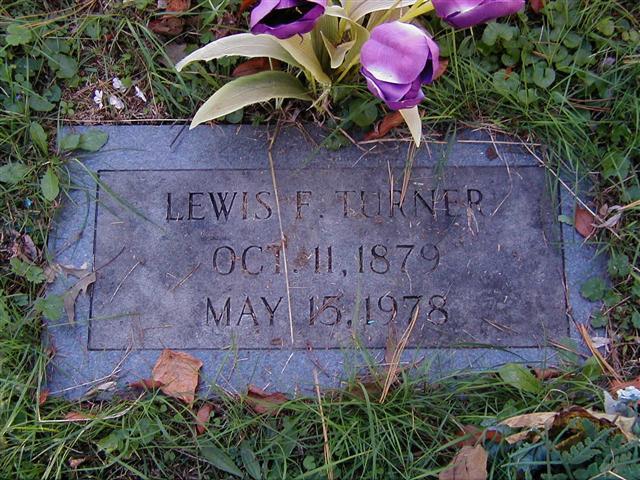 LEWIS F. TURNER
OCT. 11, 1879
MAY 15, 1978